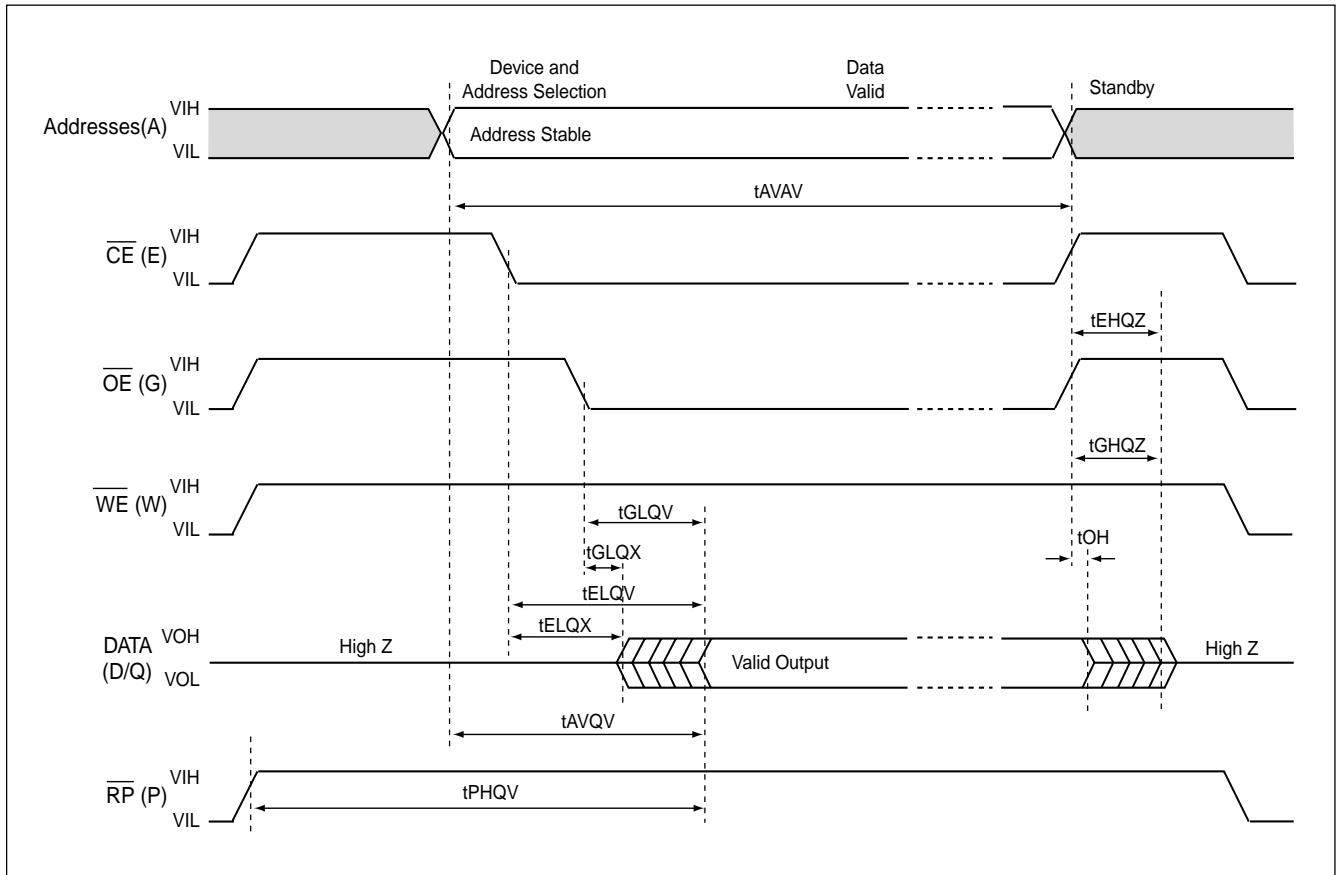 Device and
Address Selection
Data
Valid
Standby
Addresses(A)
VIH
VIL
Address Stable
tAVAV
CE (E)
VIH
VIL
tEHQZ
OE (G)
VIH
VIL
tGHQZ
WE (W)
VIH
VIL
tGLQV
tOH
tGLQX
tELQV
tELQX
DATA
(D/Q)
VOH
VOL
High Z
Valid Output
High Z
tAVQV
RP (P)
VIH
VIL
tPHQV